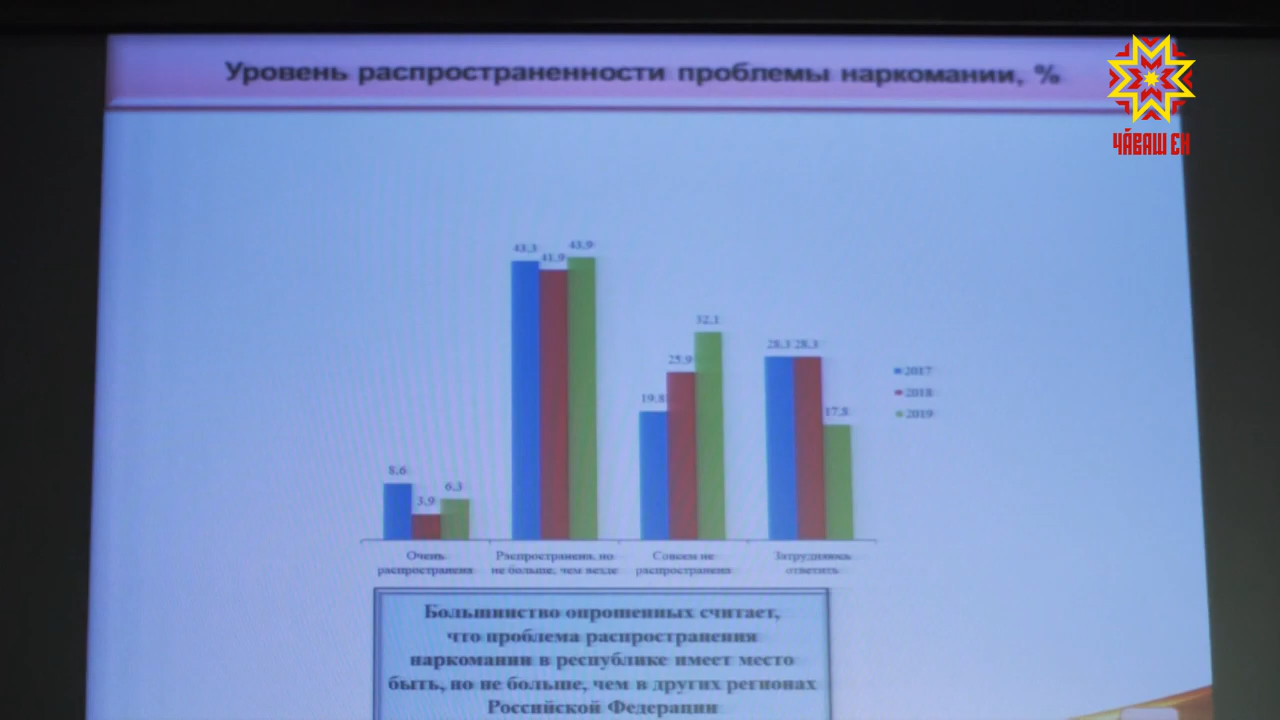 Уровень распространенности проблемы наркомании, %
ЧӐВАШ ЕН
43,3
41,9
43,9
32,1
25,9
19,8
28,3 28,3
17,8
8,6
3,9
6,3
2017
2018
2019
Очень
распространена
Распространена, но
не больше, чем везде
Совсем не
распространена
Затрудняюсь
ответить
Большинство опрошенных считает,
что проблема распространения
наркомании в республике имеет место
быть, но не больше, чем в других регионах
Российской Федерации